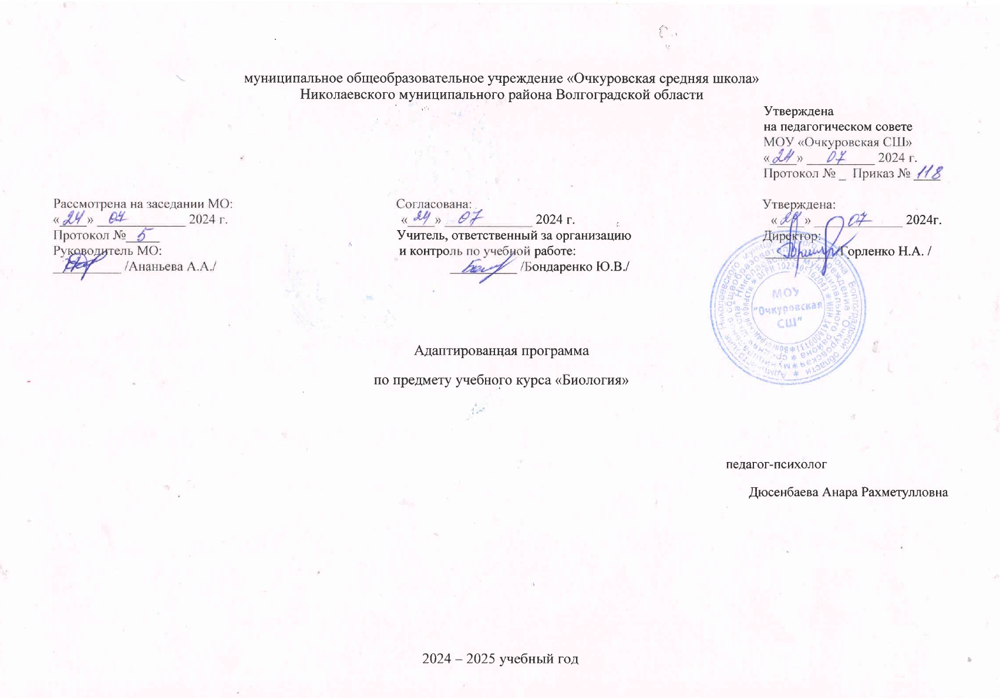 муниципальное общеобразовательное учреждение «Очкуровская средняя школа»
Николаевского муниципального района Волгоградской области
Утверждена
на педагогическом совете
МОУ «Очкуровская СШ»
«24» 07 2024 г.
Протокол № _ Приказ № 118
Рассмотрена на заседании МО:
«24» 07 2024 г.
Протокол № 5
Руководитель МО:
/Ананьева А.А./
Согласована:
«24» 07 2024 г.
Учитель, ответственный за организацию
и контроль по учебной работе:
/Бондаренко Ю.В./
Утверждена:
«24» 07 2024г.
Директор:
/Горленко Н.А. /
МОУ
"Очкуровская
СШ"
Адаптированная программа
по предмету учебного курса «Биология»
педагог-психолог
Дюсенбаева Анара Рахметулловна
2024 – 2025 учебный год